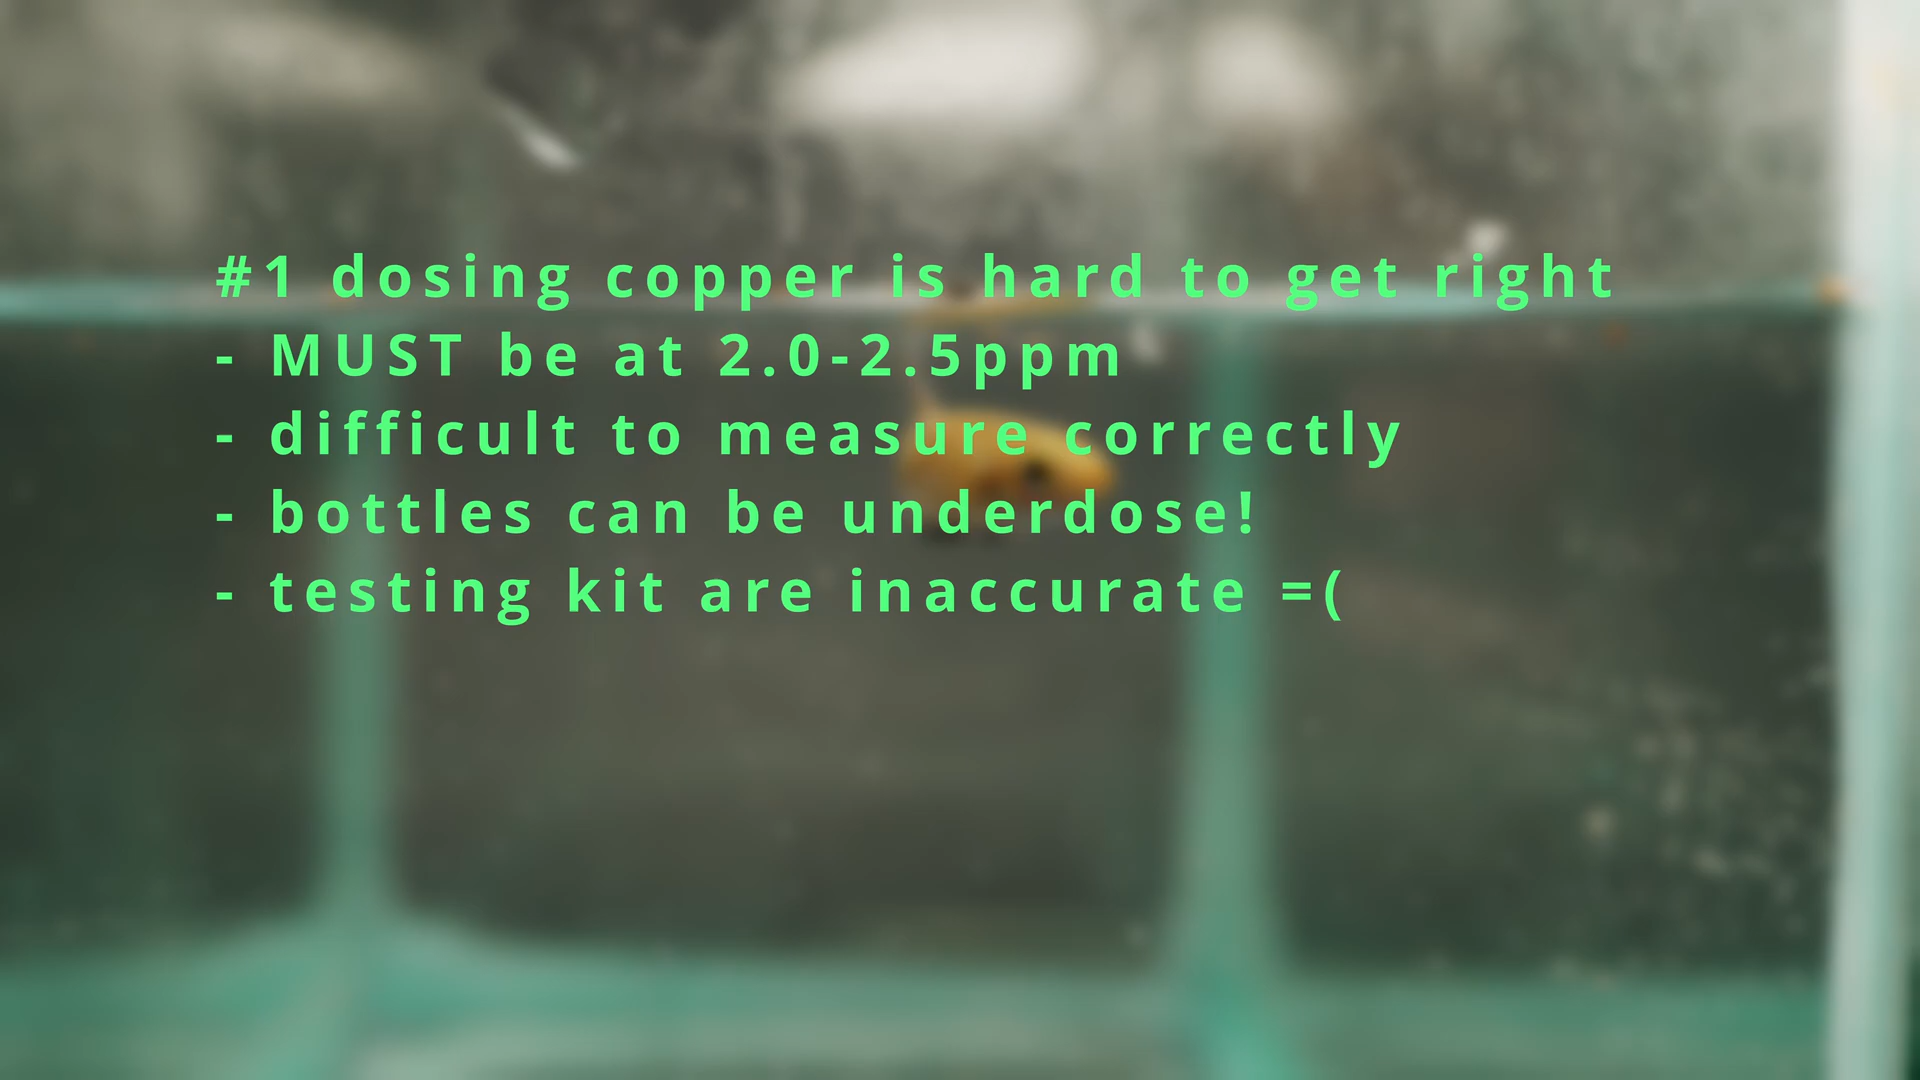 #1 dosing copper is hard to get right
- MUST be at 2.0-2.5ppm
- difficult to measure correctly
- bottles can be underdose!
- testing kit are inaccurate =(